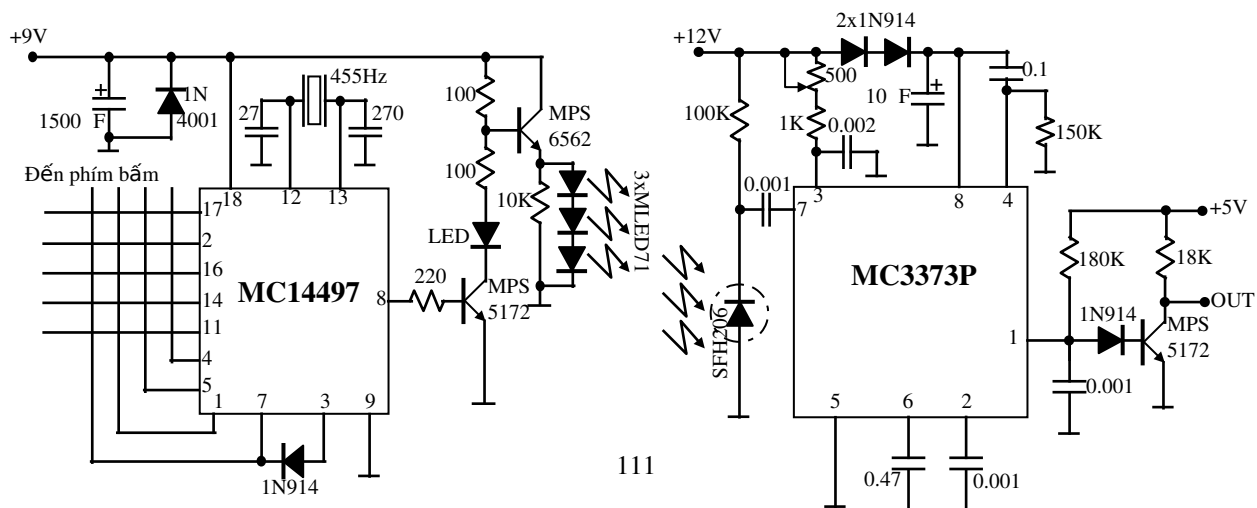 +9V
1500 F
1N
4001
455Hz
27
270
100
100
MPS
6562
10K
3xMLED71
LED
220
MPS
5172
Đến phím bấm
17
2
16
14
11
4
5
18
12
13
MC14497
8
1
7
3
9
1N914
111
+12V
2x1N914
500
100K
1K
10 F
0.1
0.002
150K
0.001
SFH206
7
3
8
4
MC3373P
1
5
6
2
0.47
0.001
+5V
180K
18K
OUT
1N914
MPS
5172
0.001